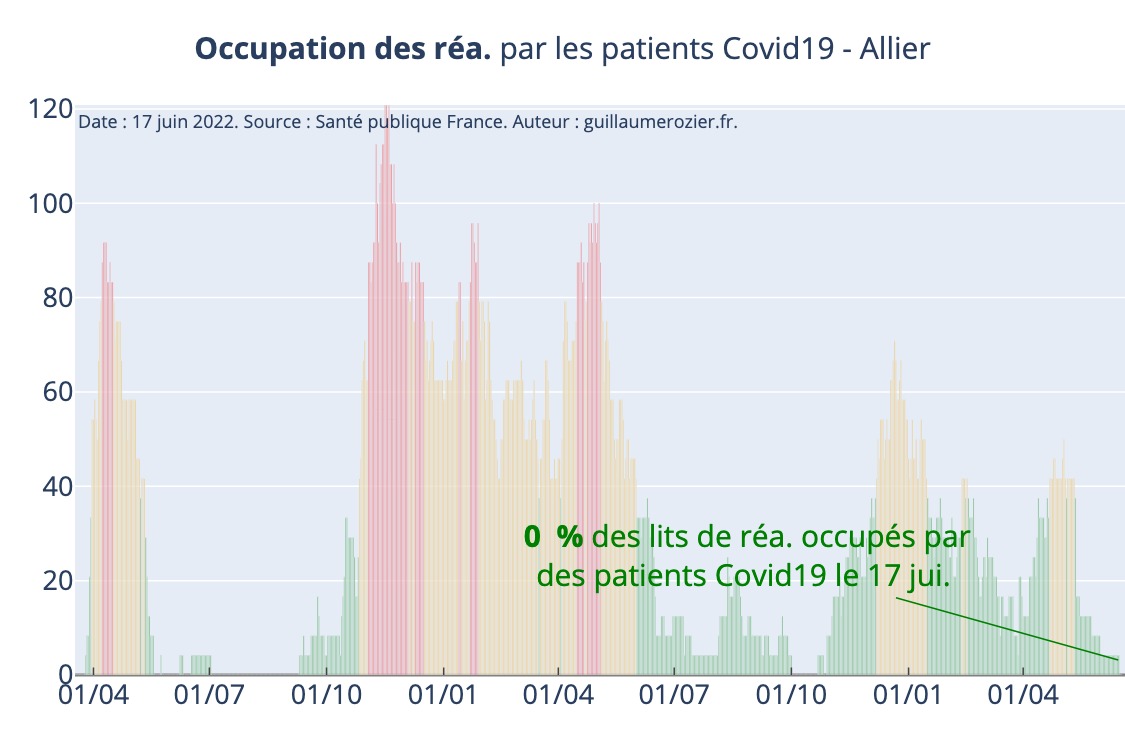 Occupation des réa. par les patients Covid19 - Allier
120
Date : 17 juin 2022. Source : Santé publique France. Auteur : guillaumerozier.fr.
100
80
60
40
0 % des lits de réa. occupés par
des patients Covid19 le 17 jui.
20
0
01/04 01/07 01/10 01/01 01/04 01/07 01/10 01/01 01/04